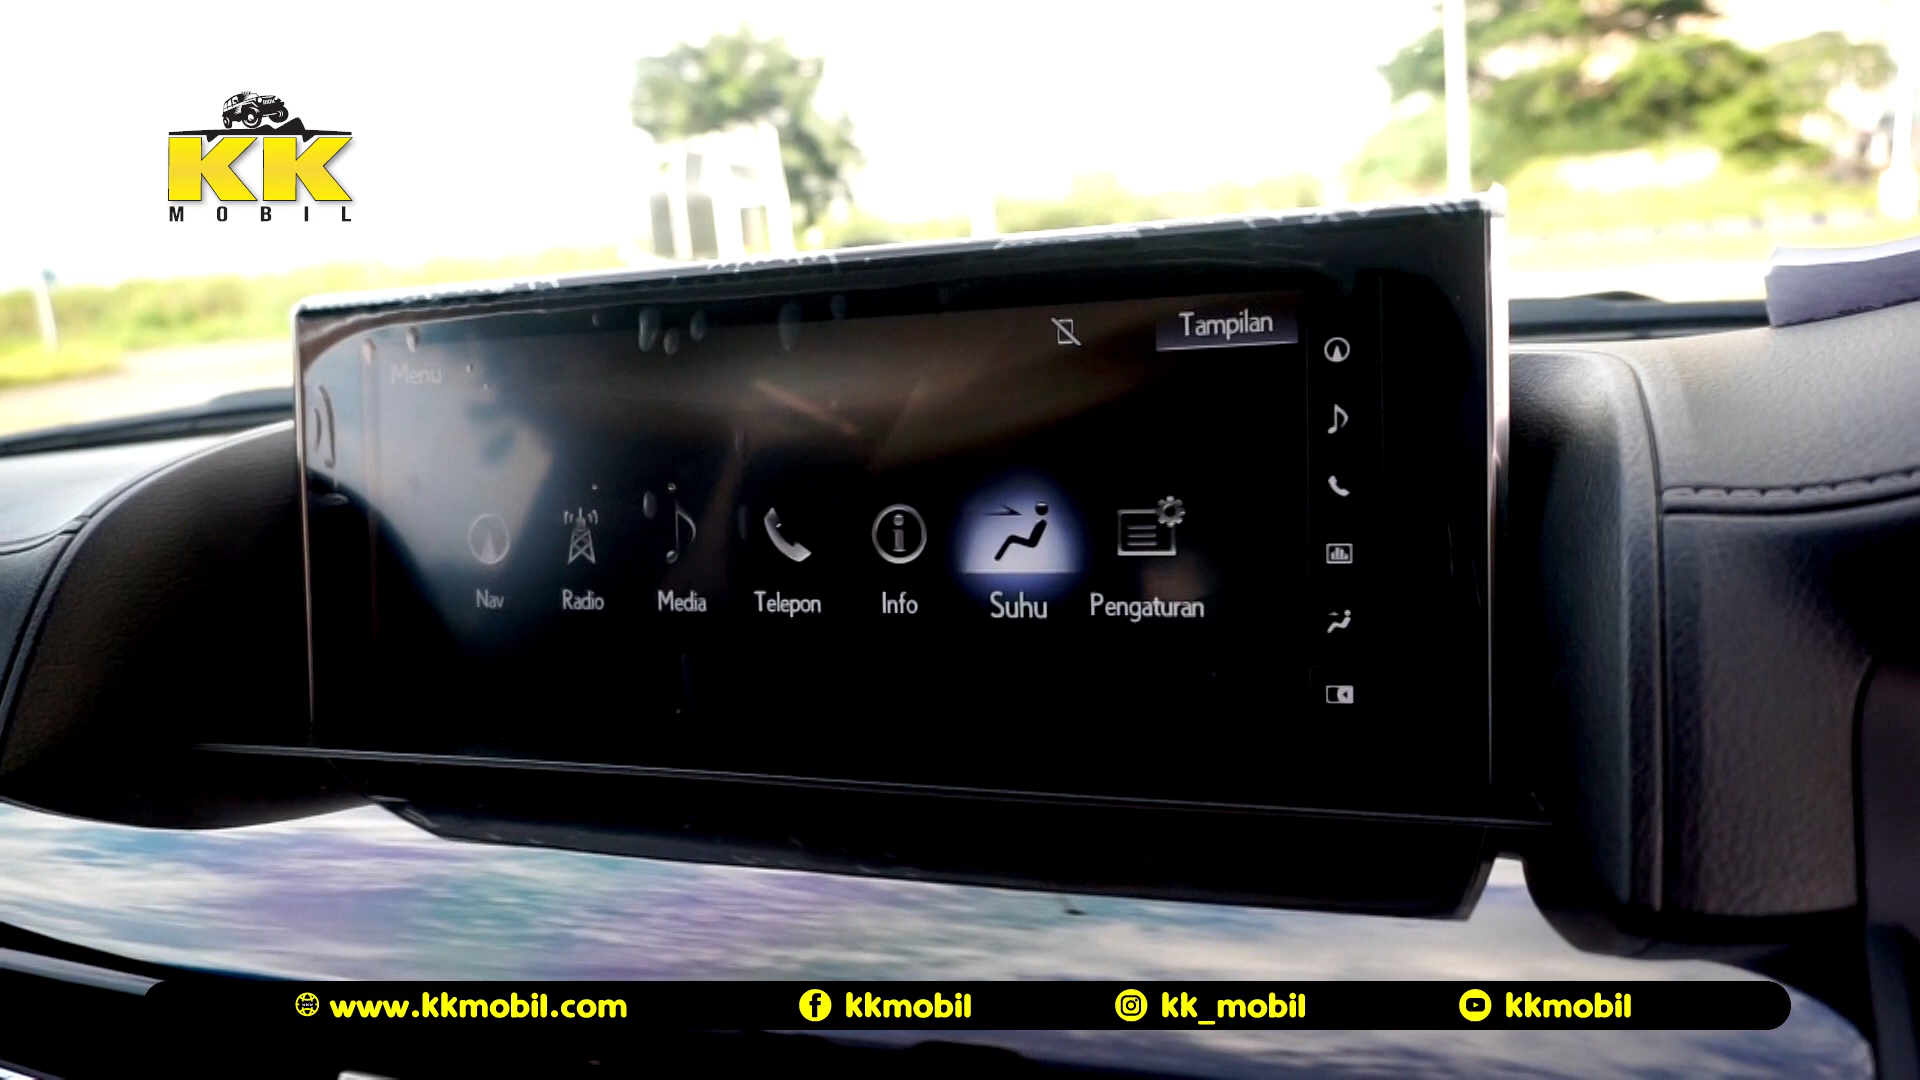 KK
MOBIL
Tampilan
Menu
Nav
Radio
Media
Telepon
Info
Suhu
Pengaturan
www.kkmobil.com
kkmobil
kk_mobil
kkmobil